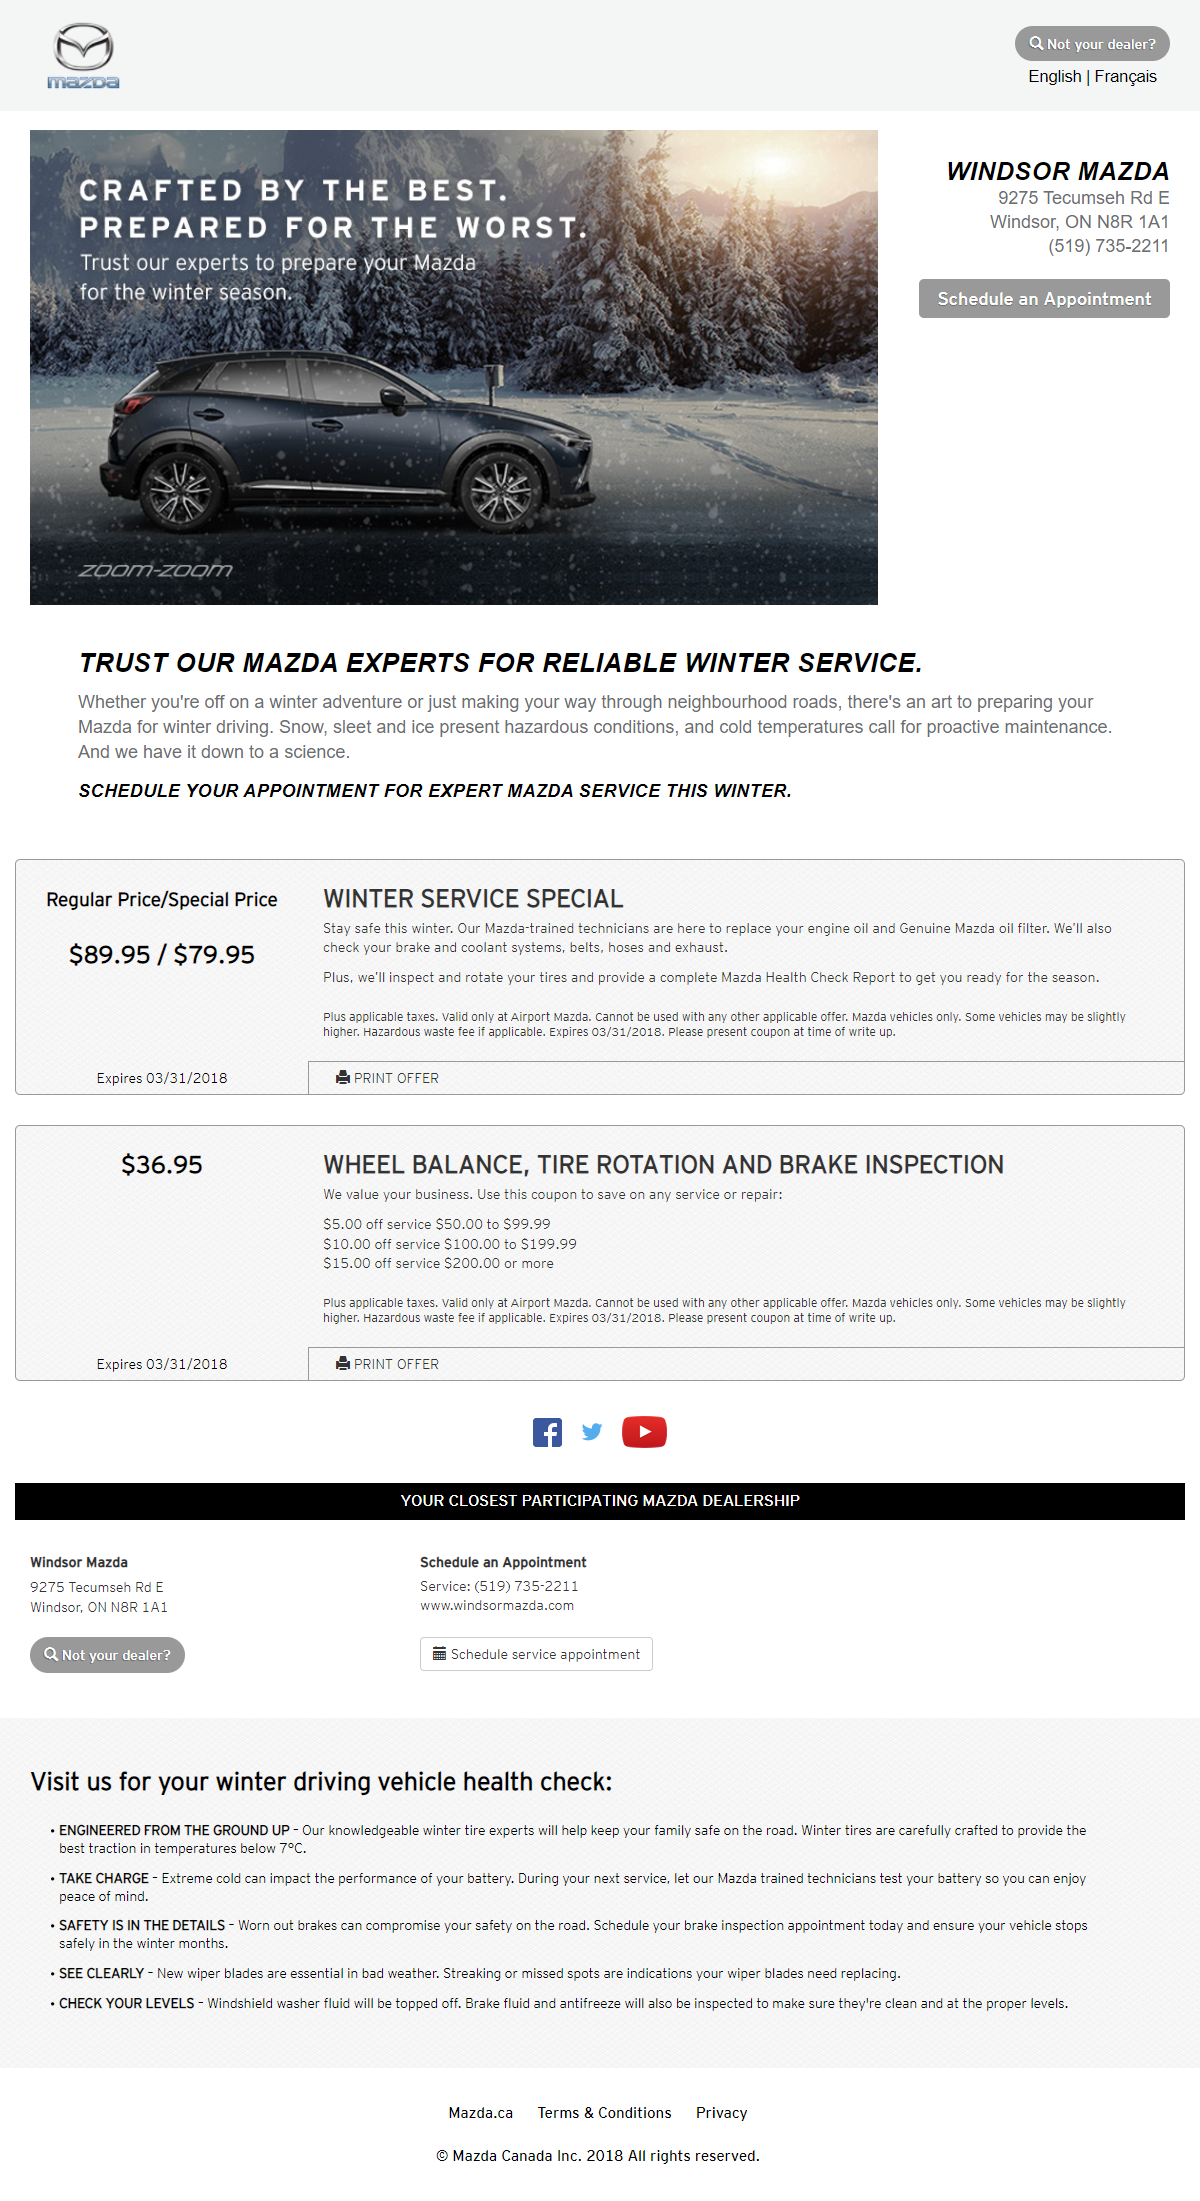 mazda
Not your dealer?
English | Français
CRAFTED BY THE BEST.
PREPARED FOR THE WORST.
Trust our experts to prepare your Mazda
for the winter season.
zoom-zoom
WINDSOR MAZDA
9275 Tecumseh Rd E
Windsor, ON N8R 1A1
(519) 735-2211
Schedule an Appointment
TRUST OUR MAZDA EXPERTS FOR RELIABLE WINTER SERVICE.
Whether you're off on a winter adventure or just making your way through neighbourhood roads, there's an art to preparing your
Mazda for winter driving. Snow, sleet and ice present hazardous conditions, and cold temperatures call for proactive maintenance.
And we have it down to a science.
SCHEDULE YOUR APPOINTMENT FOR EXPERT MAZDA SERVICE THIS WINTER.
Regular Price/Special Price
$89.95 / $79.95
Expires 03/31/2018
WINTER SERVICE SPECIAL
Stay safe this winter. Our Mazda-trained technicians are here to replace your engine oil and Genuine Mazda oil filter. We'll also
check your brake and coolant systems, belts, hoses and exhaust.
Plus, we'll inspect and rotate your tires and provide a complete Mazda Health Check Report to get you ready for the season.
Plus applicable taxes. Valid only at Airport Mazda. Cannot be used with any other applicable offer. Mazda vehicles only. Some vehicles may be slightly
higher. Hazardous waste fee if applicable. Expires 03/31/2018. Please present coupon at time of write up.
PRINT OFFER
$36.95
Expires 03/31/2018
WHEEL BALANCE, TIRE ROTATION AND BRAKE INSPECTION
We value your business. Use this coupon to save on any service or repair:
$5.00 off service $50.00 to $99.99
$10.00 off service $100.00 to $199.99
$15.00 off service $200.00 or more
Plus applicable taxes. Valid only at Airport Mazda. Cannot be used with any other applicable offer. Mazda vehicles only. Some vehicles may be slightly
higher. Hazardous waste fee if applicable. Expires 03/31/2018. Please present coupon at time of write up.
PRINT OFFER
YOUR CLOSEST PARTICIPATING MAZDA DEALERSHIP
Windsor Mazda
9275 Tecumseh Rd E
Windsor, ON N8R 1A1
Not your dealer?
Schedule an Appointment
Service: (519) 735-2211
www.windsormazda.com
Schedule service appointment
Visit us for your winter driving vehicle health check:
• ENGINEERED FROM THE GROUND UP – Our knowledgeable winter tire experts will help keep your family safe on the road. Winter tires are carefully crafted to provide the
best traction in temperatures below 7°C.
• TAKE CHARGE – Extreme cold can impact the performance of your battery. During your next service, let our Mazda trained technicians test your battery so you can enjoy
peace of mind.
• SAFETY IS IN THE DETAILS – Worn out brakes can compromise your safety on the road. Schedule your brake inspection appointment today and ensure your vehicle stops
safely in the winter months.
• SEE CLEARLY – New wiper blades are essential in bad weather. Streaking or missed spots are indications your wiper blades need replacing.
• CHECK YOUR LEVELS – Windshield washer fluid will be topped off. Brake fluid and antifreeze will also be inspected to make sure they're clean and at the proper levels.
Mazda.ca Terms & Conditions Privacy
© Mazda Canada Inc. 2018 All rights reserved.